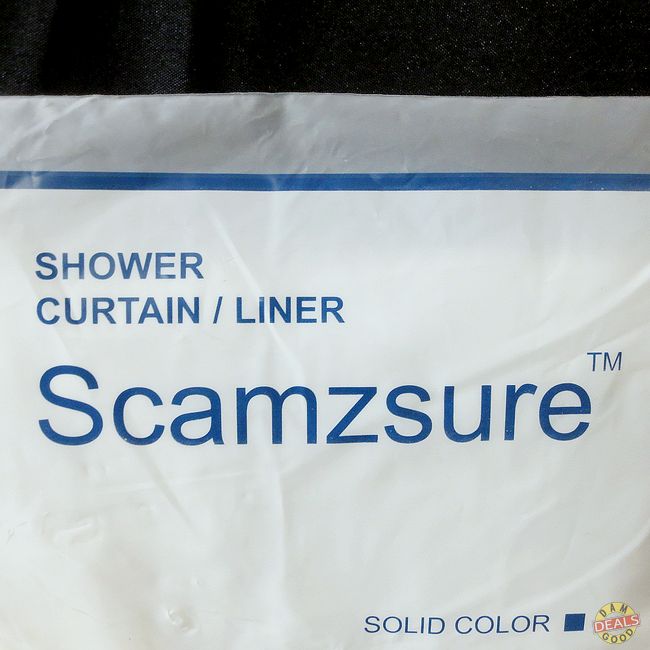 SHOWER
CURTAIN / LINER
Scamzsure™
SOLID COLOR ■
DAM
DEALS
GOOD